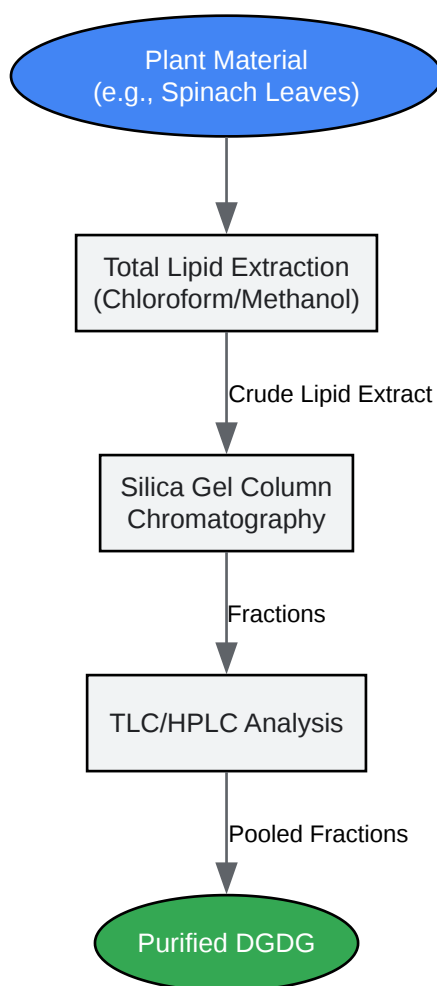 Plant Material
(e.g., Spinach Leaves)
Total Lipid Extraction
(Chloroform/Methanol)
Crude Lipid Extract
Silica Gel Column
Chromatography
Fractions
TLC/HPLC Analysis
Pooled Fractions
Purified DGDG